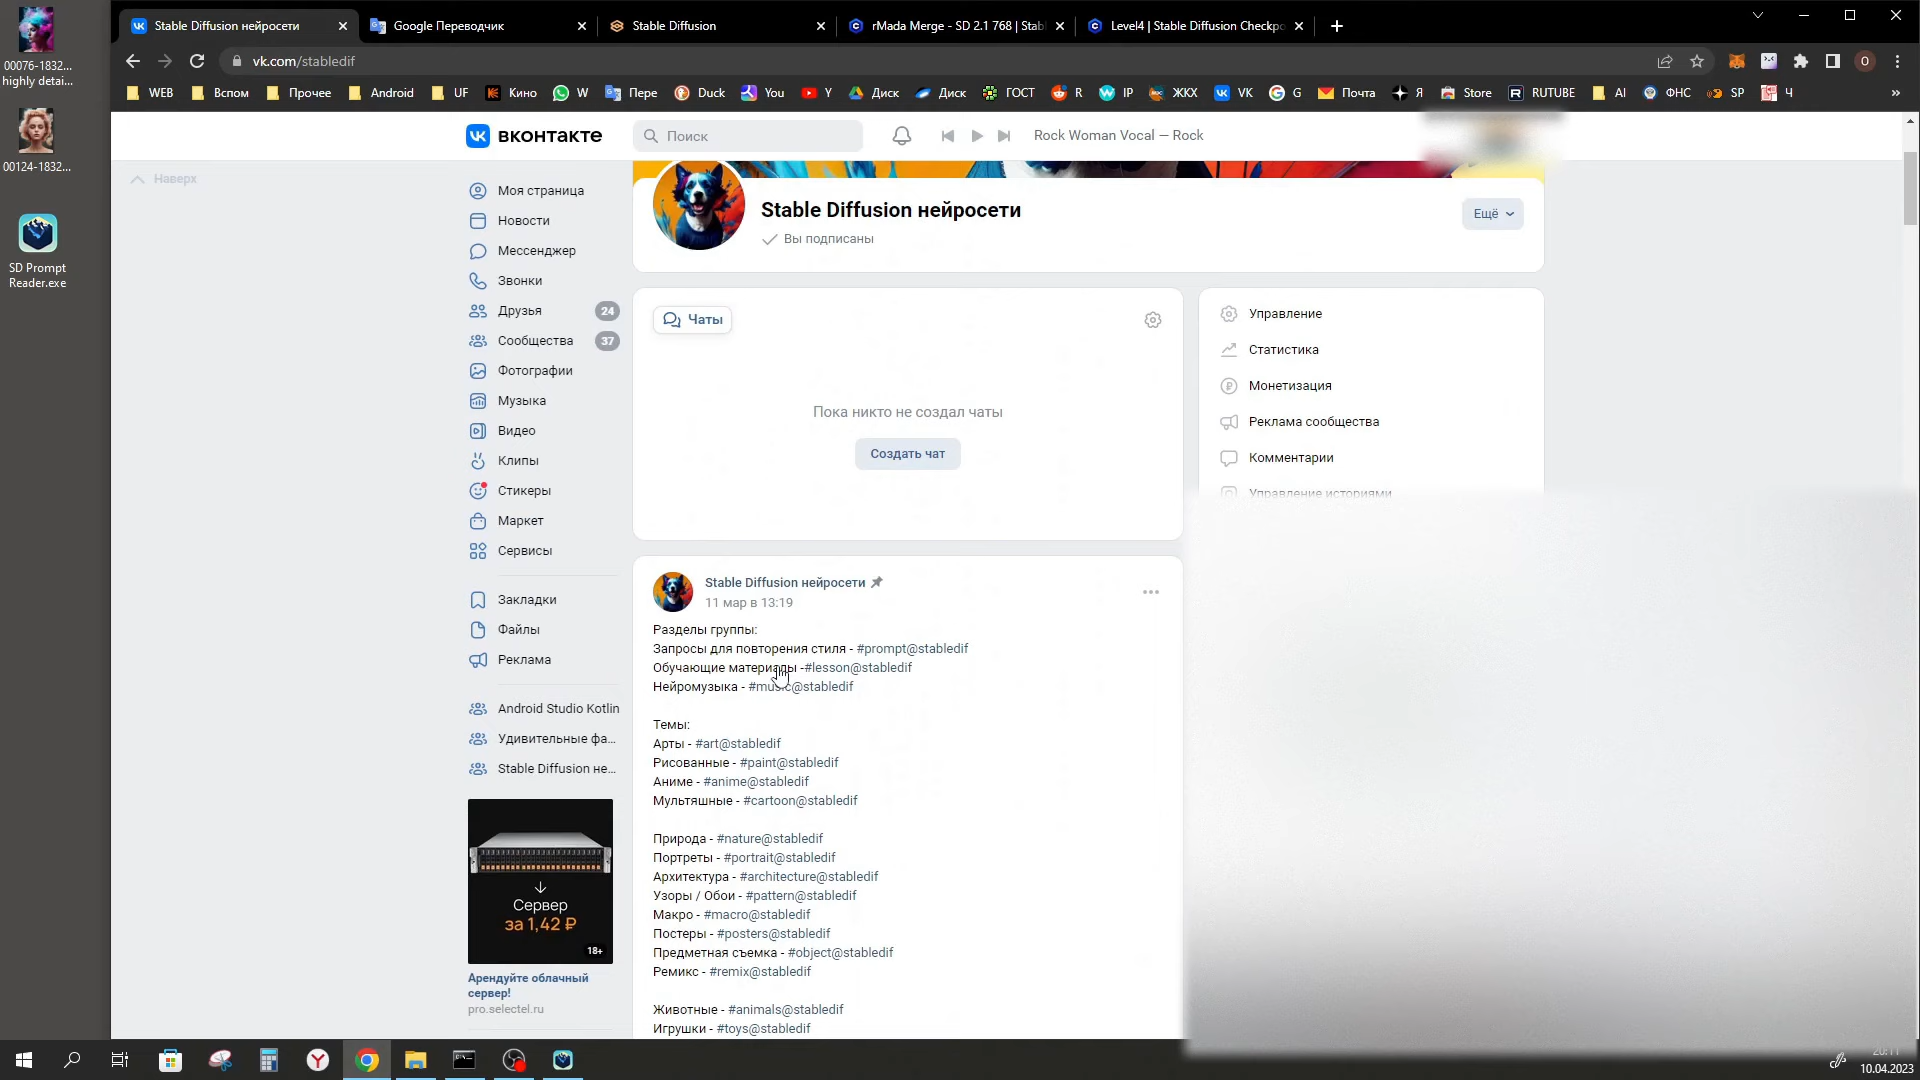 00076-1832...
highly detai...
00124-1832...
SD Prompt
Reader.exe
Stable Diffusion нейросети
Google Переводчик
Stable Diffusion
rMada Merge - SD 2.1 768 | Stab
Level4 | Stable Diffusion Checkpo
vk.com/stabledif
O
WEB
Вспом
Прочее
Android
UF
Кино
W
Пере
Duck
You
Y
Диск
Диск
ГОСТ
R
IP
ЖКХ
VK
G
Почта
Я
Store
RUTUBE
AI
ФНС
SP
Ч
»
вконтакте
Поиск
Rock Woman Vocal — Rock
Наверх
Моя страница
Новости
Мессенджер
Звонки
Друзья 24
Сообщества 37
Фотографии
Музыка
Видео
Клипы
Стикеры
Маркет
Сервисы
Закладки
Файлы
Реклама
Android Studio Kotlin
Удивительные фа...
Stable Diffusion не...
Сервер
за 1,42 ₽
18+
Арендуйте облачный
сервер!
pro.selectel.ru
Stable Diffusion нейросети
Вы подписаны
Ещё
Чаты
Пока никто не создал чаты
Создать чат
Управление
Статистика
Монетизация
Реклама сообщества
Комментарии
Управление историями
Stable Diffusion нейросети
11 мар в 13:19
Разделы группы:
Запросы для повторения стиля - #prompt@stabledif
Обучающие материалы -#lesson@stabledif
Нейромузыка - #music@stabledif
Темы:
Арты - #art@stabledif
Рисованные - #paint@stabledif
Аниме - #anime@stabledif
Мультяшные - #cartoon@stabledif
Природа - #nature@stabledif
Портреты - #portrait@stabledif
Архитектура - #architecture@stabledif
Узоры / Обои - #pattern@stabledif
Макро - #macro@stabledif
Постеры - #posters@stabledif
Предметная съемка - #object@stabledif
Ремикс - #remix@stabledif
Животные - #animals@stabledif
Игрушки - #toys@stabledif
20:11
10.04.2023